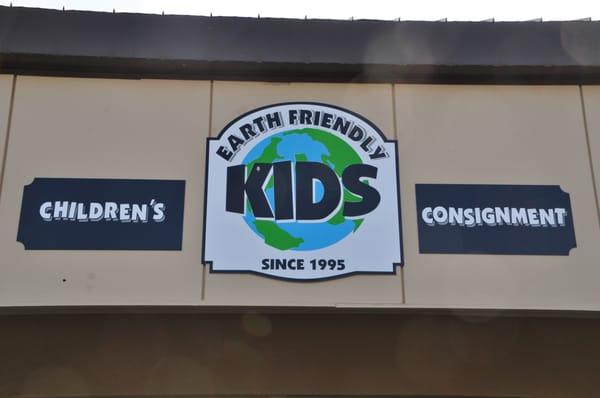 CHILDREN'S
EARTH FRIENDLY
KIDS
SINCE 1995
CONSIGNMENT